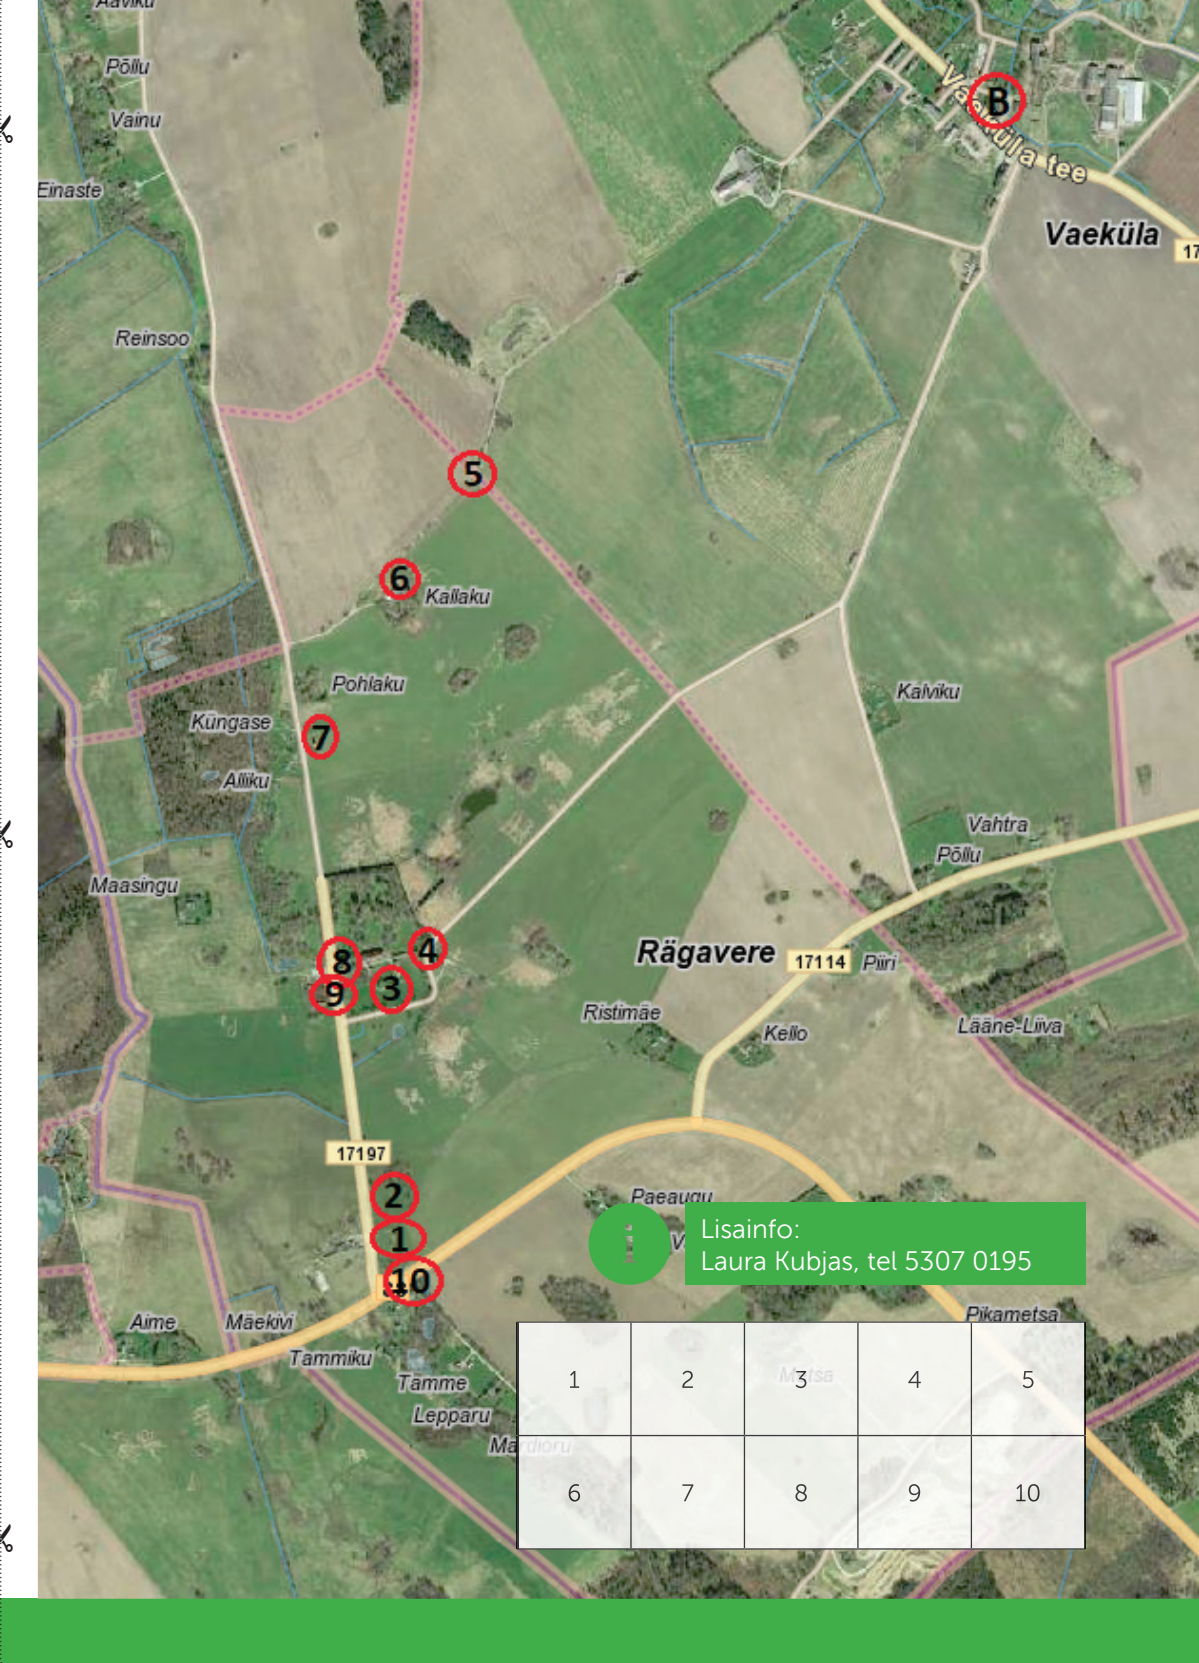 Aaviku
Põllu
Vainu
Einaste
B
Vaeküla tee
Vaeküla
17
Reinsoo
5
6
Kallaku
Pohlaku
Küngase
7
Alliku
Kalviku
Vahtra
Põllu
Maasingu
8
4
9
3
Rägavere
17114
Piiri
Ristimäe
Kello
Lääne-Liiva
17197
2
Paeaugu
1
Lisainfo:
Laura Kubjas, tel 5307 0195
10
Aime
Mäekivi
Pikametsa
Tammiku
Tamme
Metsa
Lepparu
Mardioru
1 2 3 4 5
6 7 8 9 10